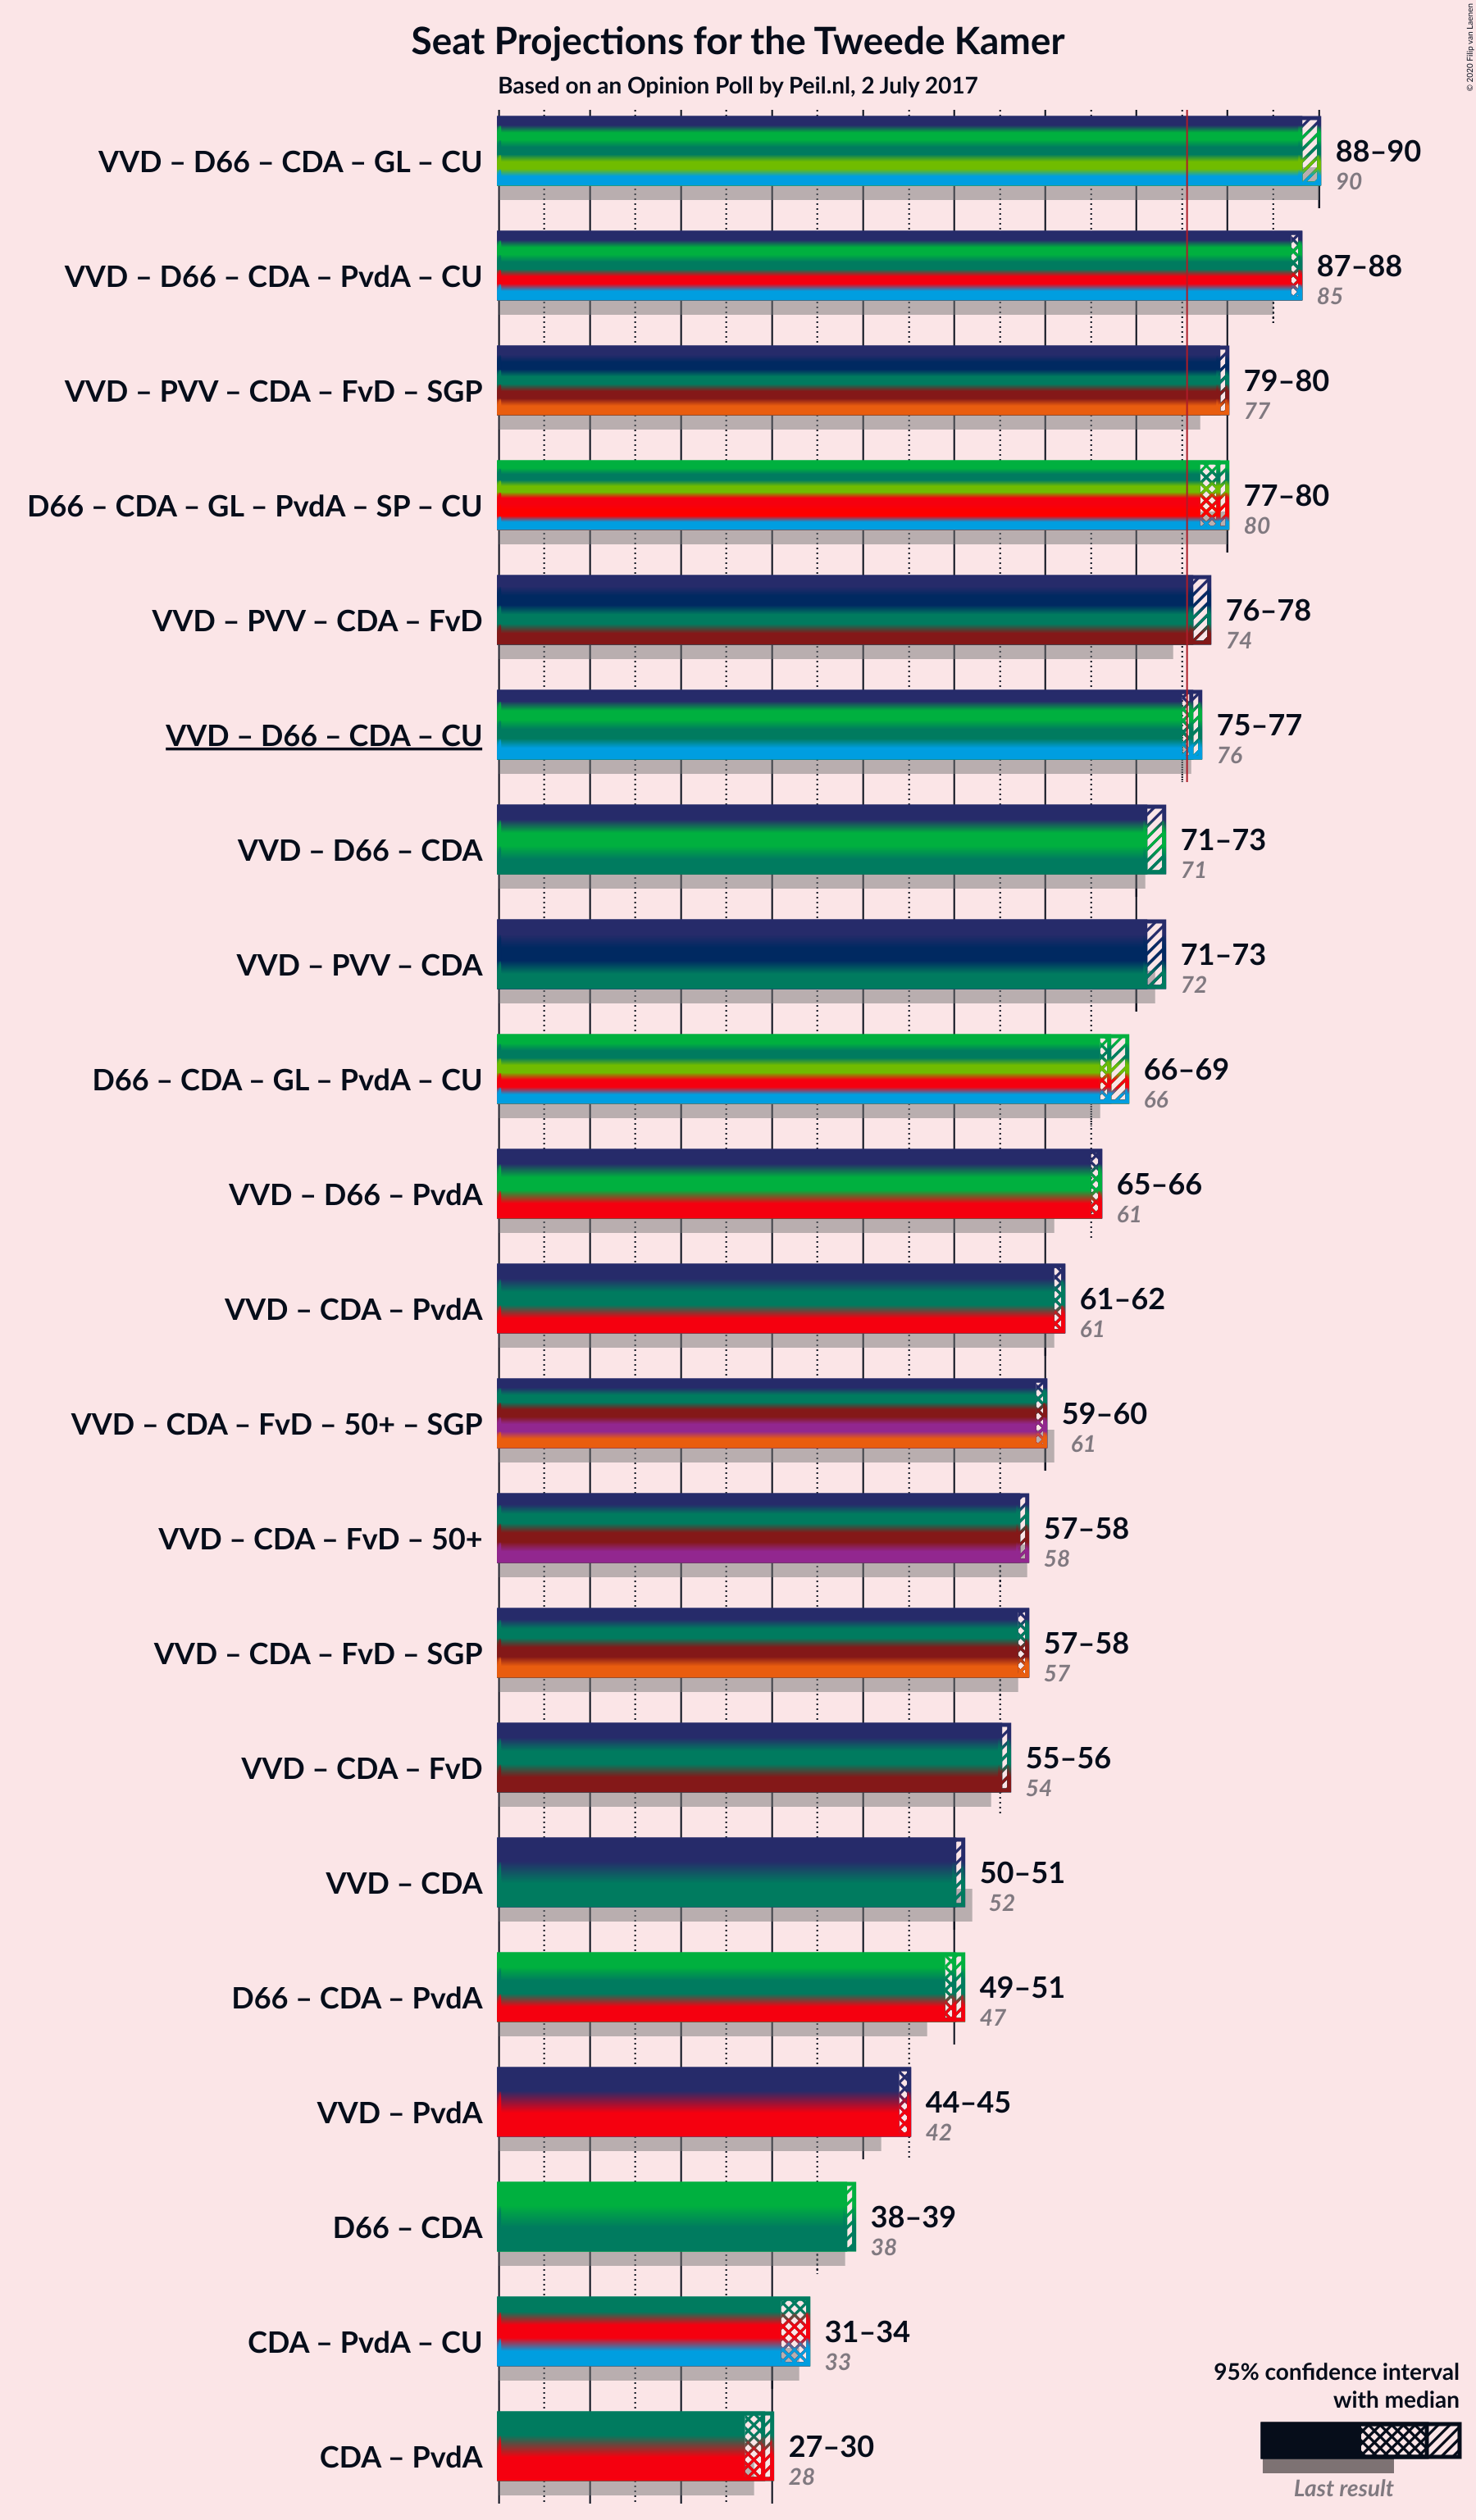 Seat Projections for the Tweede Kamer
Based on an Opinion Poll by Peil.nl, 2 July 2017
© 2020 Filip van Laenen
VVD – D66 – CDA – GL – CU
88–90
90
VVD – D66 – CDA – PvdA – CU
87–88
85
VVD – PVV – CDA – FvD – SGP
79–80
77
D66 – CDA – GL – PvdA – SP – CU
77–80
80
VVD – PVV – CDA – FvD
76–78
74
VVD – D66 – CDA – CU
75–77
76
VVD – D66 – CDA
71–73
71
VVD – PVV – CDA
71–73
72
D66 – CDA – GL – PvdA – CU
66–69
66
VVD – D66 – PvdA
65–66
61
VVD – CDA – PvdA
61–62
61
VVD – CDA – FvD – 50+ – SGP
59–60
61
VVD – CDA – FvD – 50+
57–58
58
VVD – CDA – FvD – SGP
57–58
57
VVD – CDA – FvD
55–56
54
VVD – CDA
50–51
52
D66 – CDA – PvdA
49–51
47
VVD – PvdA
44–45
42
D66 – CDA
38–39
38
CDA – PvdA – CU
31–34
33
CDA – PvdA
27–30
28
95% confidence interval
with median
Last result